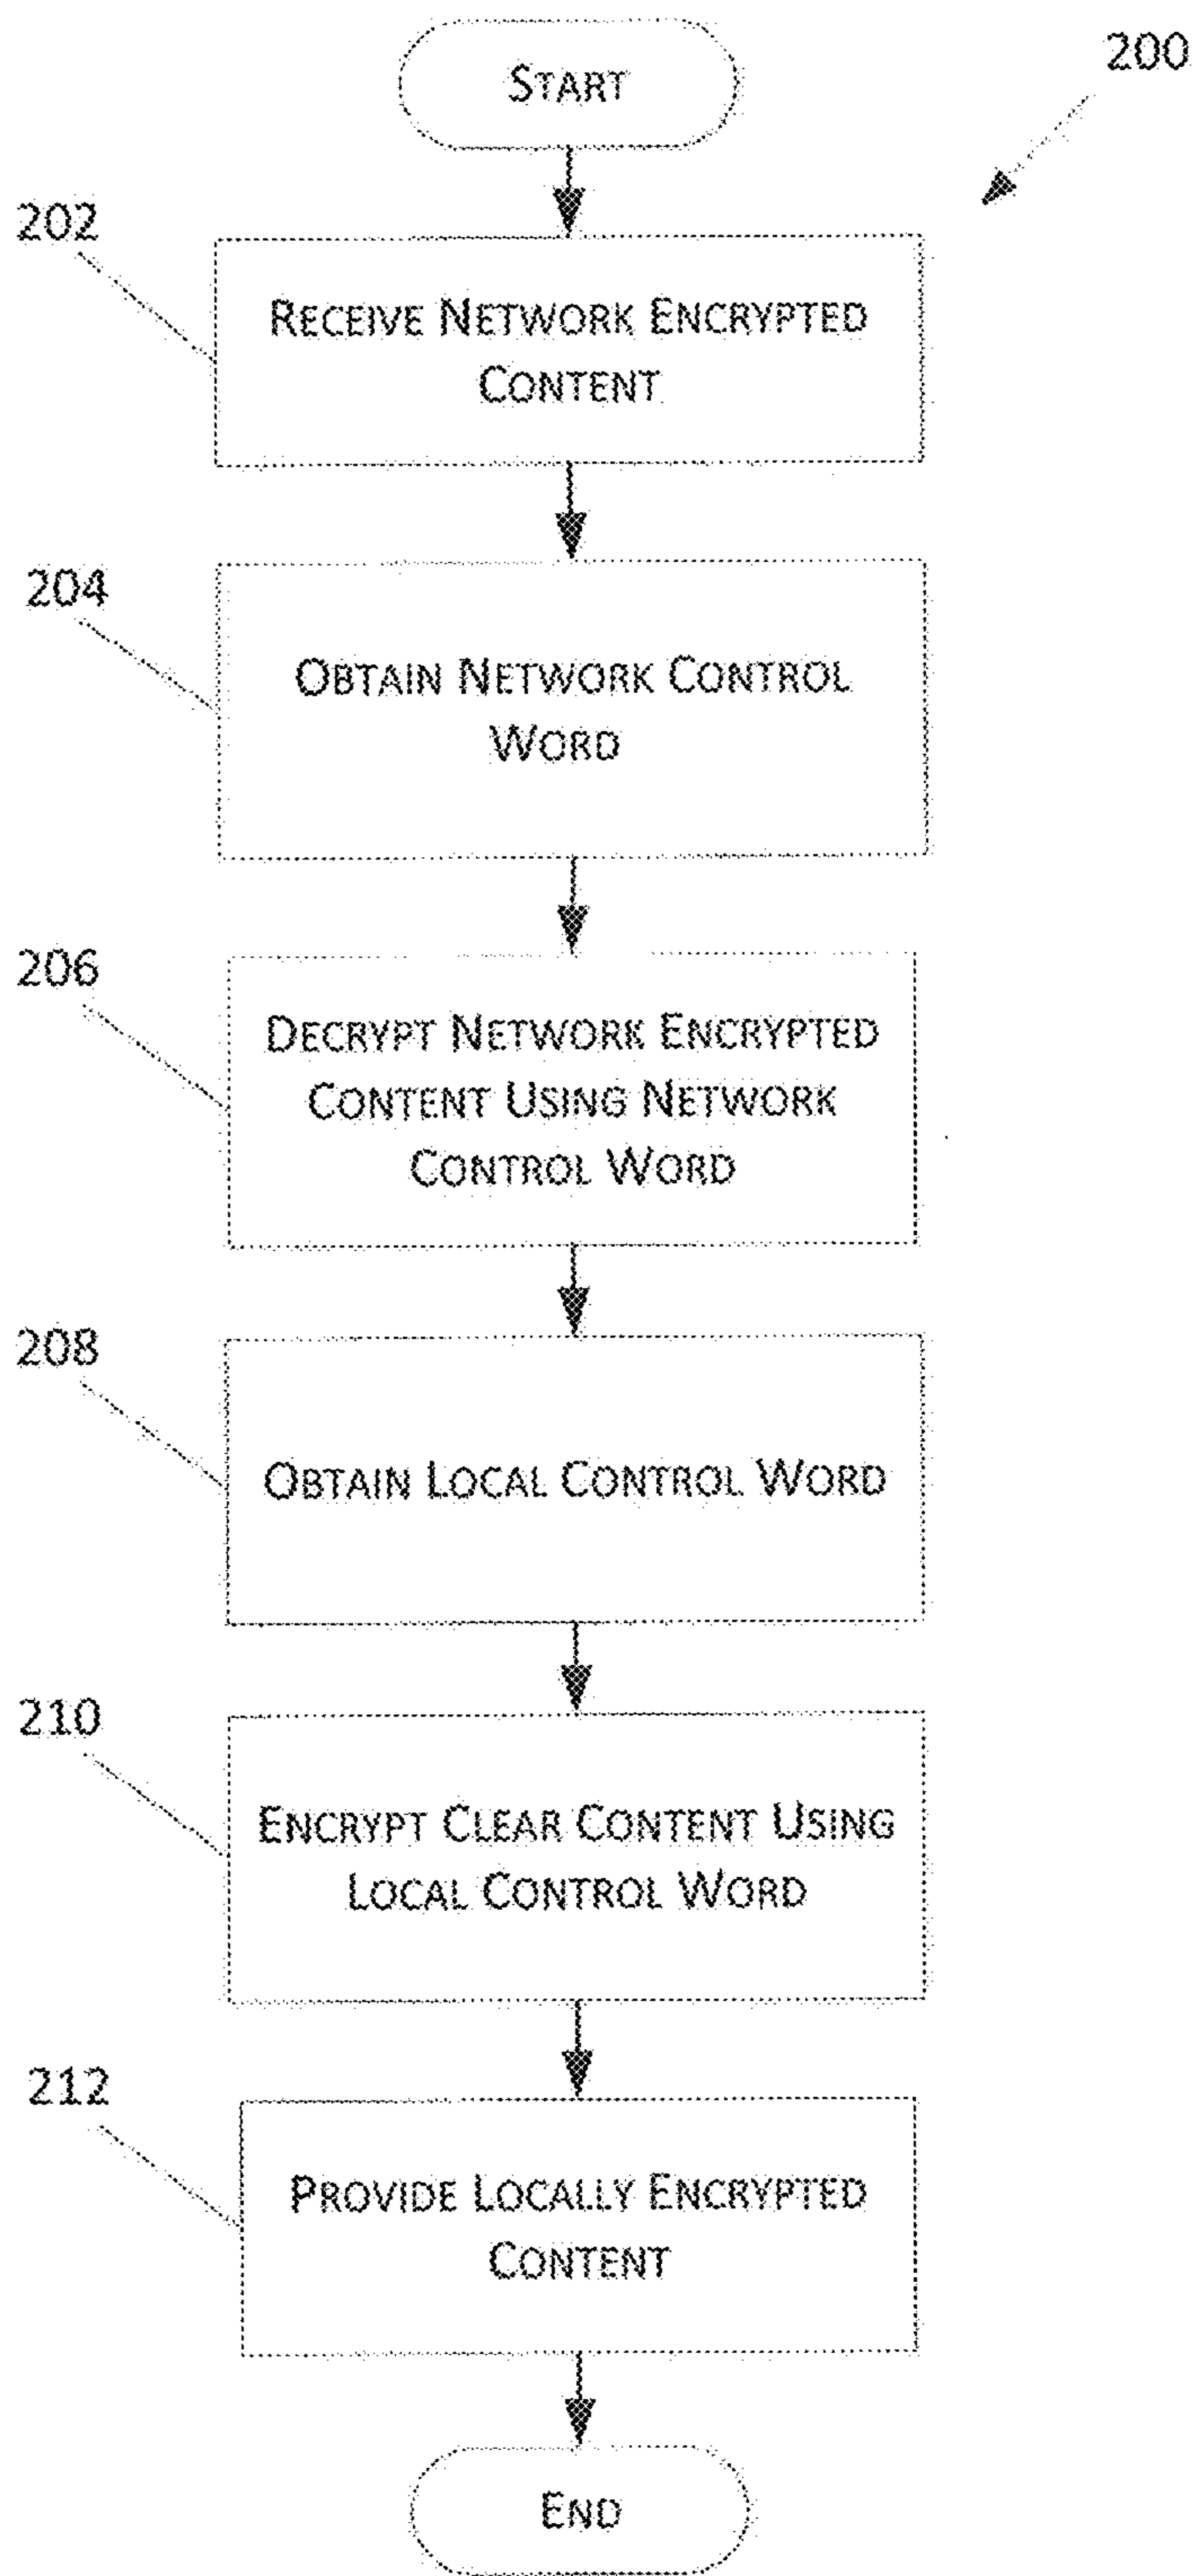 START
200
202
RECEIVE NETWORK ENCRYPTED
CONTENT
204
OBTAIN NETWORK CONTROL
WORD
206
DECRYPT NETWORK ENCRYPTED
CONTENT USING NETWORK
CONTROL WORD
208
OBTAIN LOCAL CONTROL WORD
210
ENCRYPT CLEAR CONTENT USING
LOCAL CONTROL WORD
212
PROVIDE LOCALLY ENCRYPTED
CONTENT
END